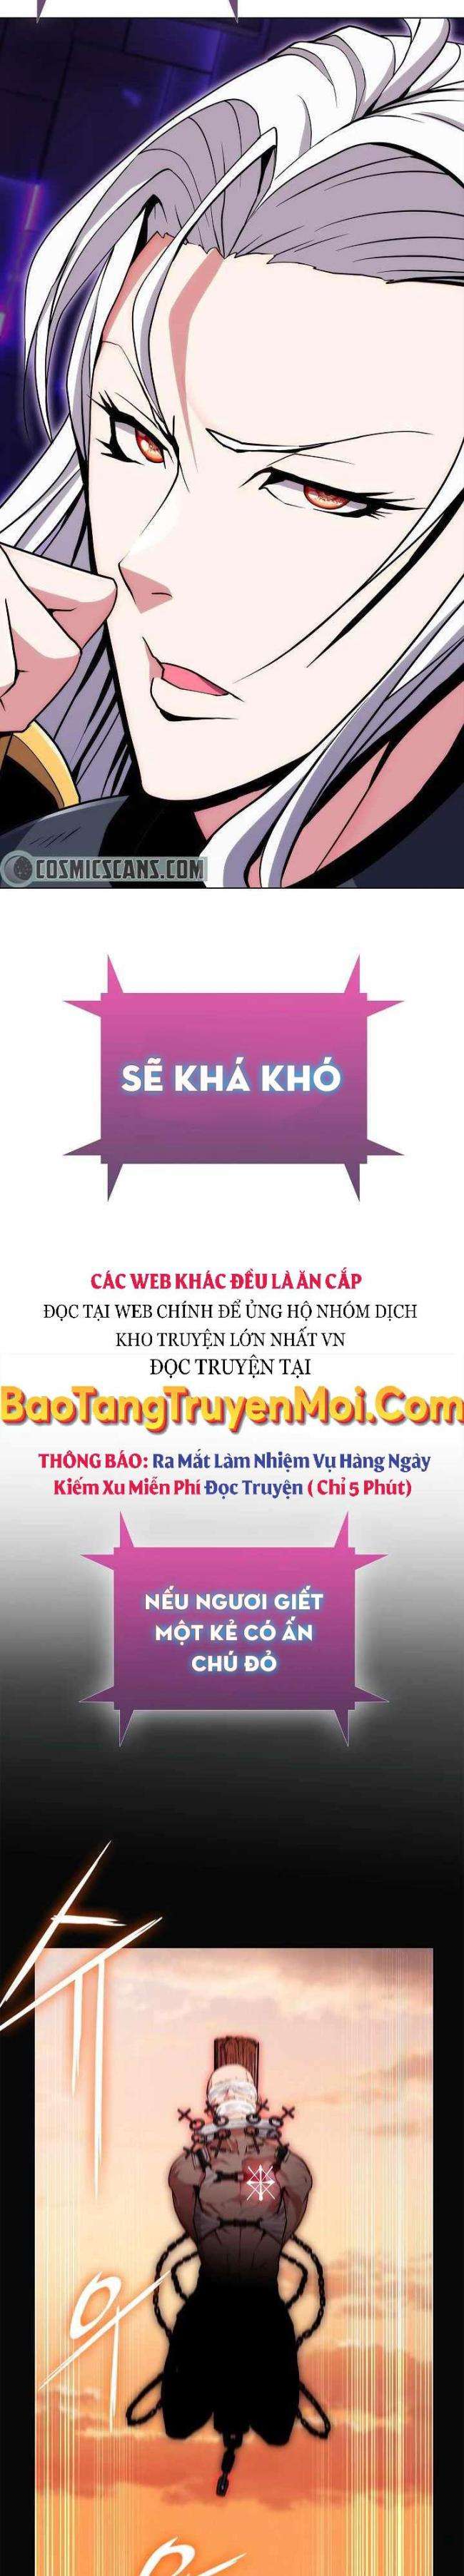 COSMICSCANS.COM
SẼ KHÁ KHÓ
CÁC WEB KHÁC ĐỀU LÀ ĂN CẮP
ĐỌC TẠI WEB CHÍNH ĐỂ ỦNG HỘ NHÓM DỊCH
KHO TRUYỆN LỚN NHẤT VN
ĐỌC TRUYỆN TẠI
BaoTangTruyenMoi.Com
THÔNG BÁO: Ra Mắt Làm Nhiệm Vụ Hàng Ngày
Kiếm Xu Miễn Phí Đọc Truyện ( Chỉ 5 Phút)
NẾU NGƯƠI GIẾT
MỘT KẺ CÓ ẤN
CHÚ ĐỎ
스
으